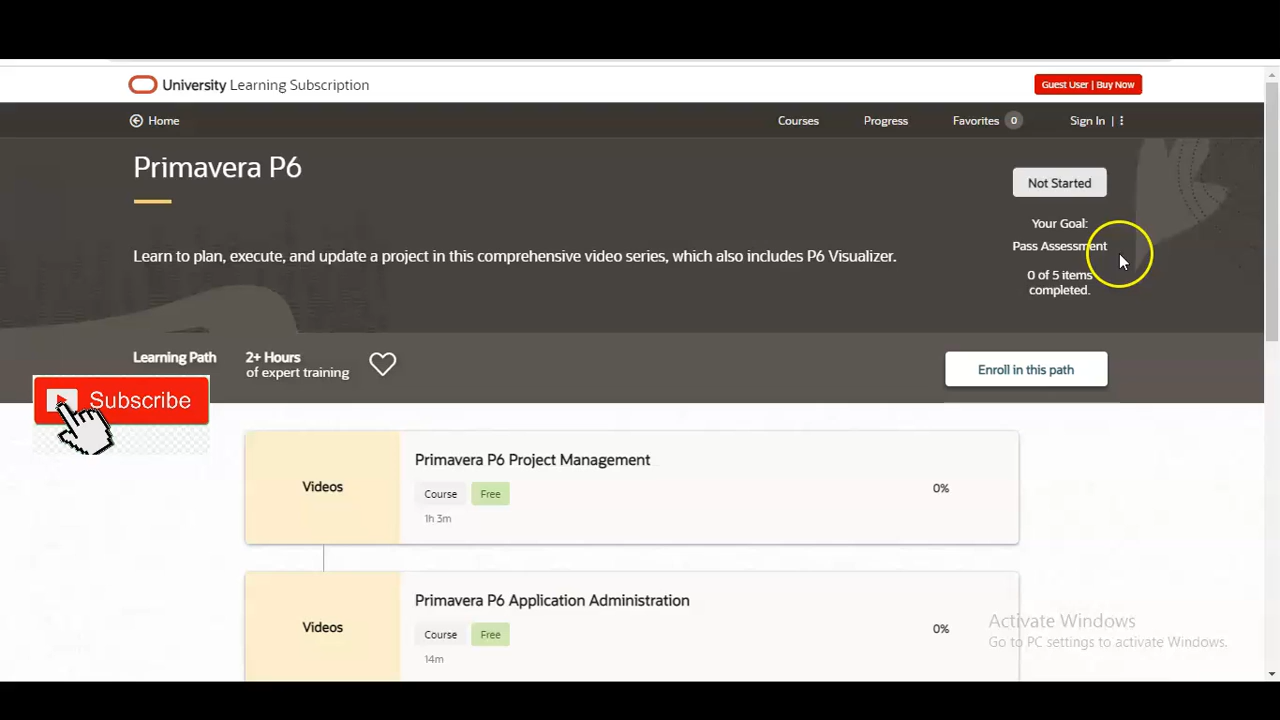 University Learning Subscription
Guest User | Buy Now
Home
Courses
Progress
Favorites 0
Sign In |
Primavera P6
Not Started
Your Goal:
Pass Assessment
Learn to plan, execute, and update a project in this comprehensive video series, which also includes P6 Visualizer.
0 of 5 items
completed.
Learning Path
2+ Hours
of expert training
Enroll in this path
Subscribe
Videos
Primavera P6 Project Management
Course Free
1h 3m
0%
Videos
Primavera P6 Application Administration
Course Free
14m
0%
Activate Windows
Go to PC settings to activate Windows.